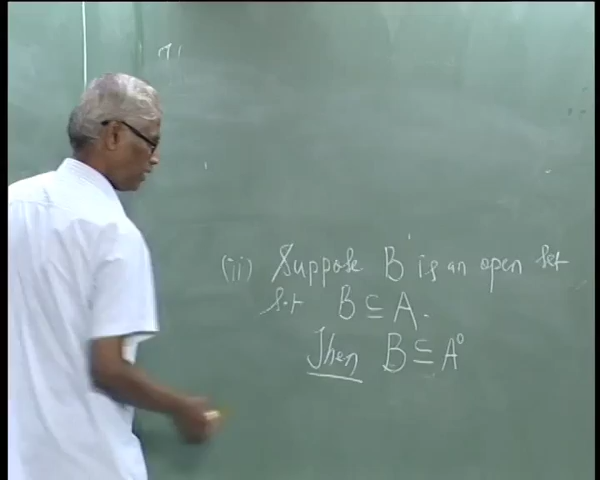 (ii) Suppose B is an open set
s.t B ⊆ A.
Then B ⊆ A°